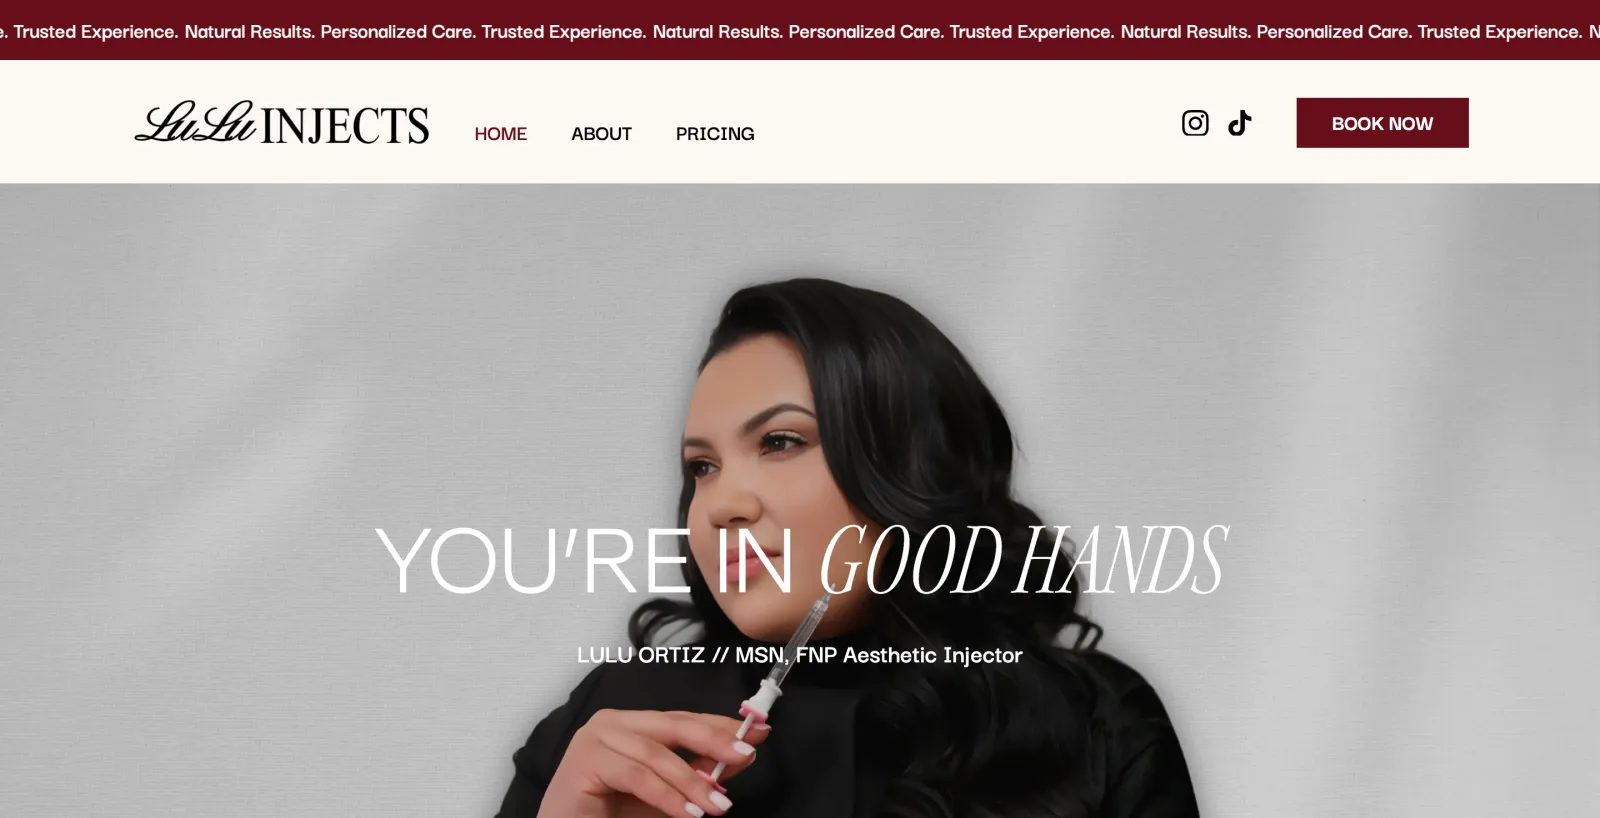 e. Trusted Experience. Natural Results. Personalized Care. Trusted Experience. Natural Results. Personalized Care. Trusted Experience. Natural Results. Personalized Care. Trusted Experience. N
LuLu INJECTS
HOME ABOUT PRICING
BOOK NOW
YOU'RE IN GOOD HANDS
LULU ORTIZ // MSN, FNP Aesthetic Injector